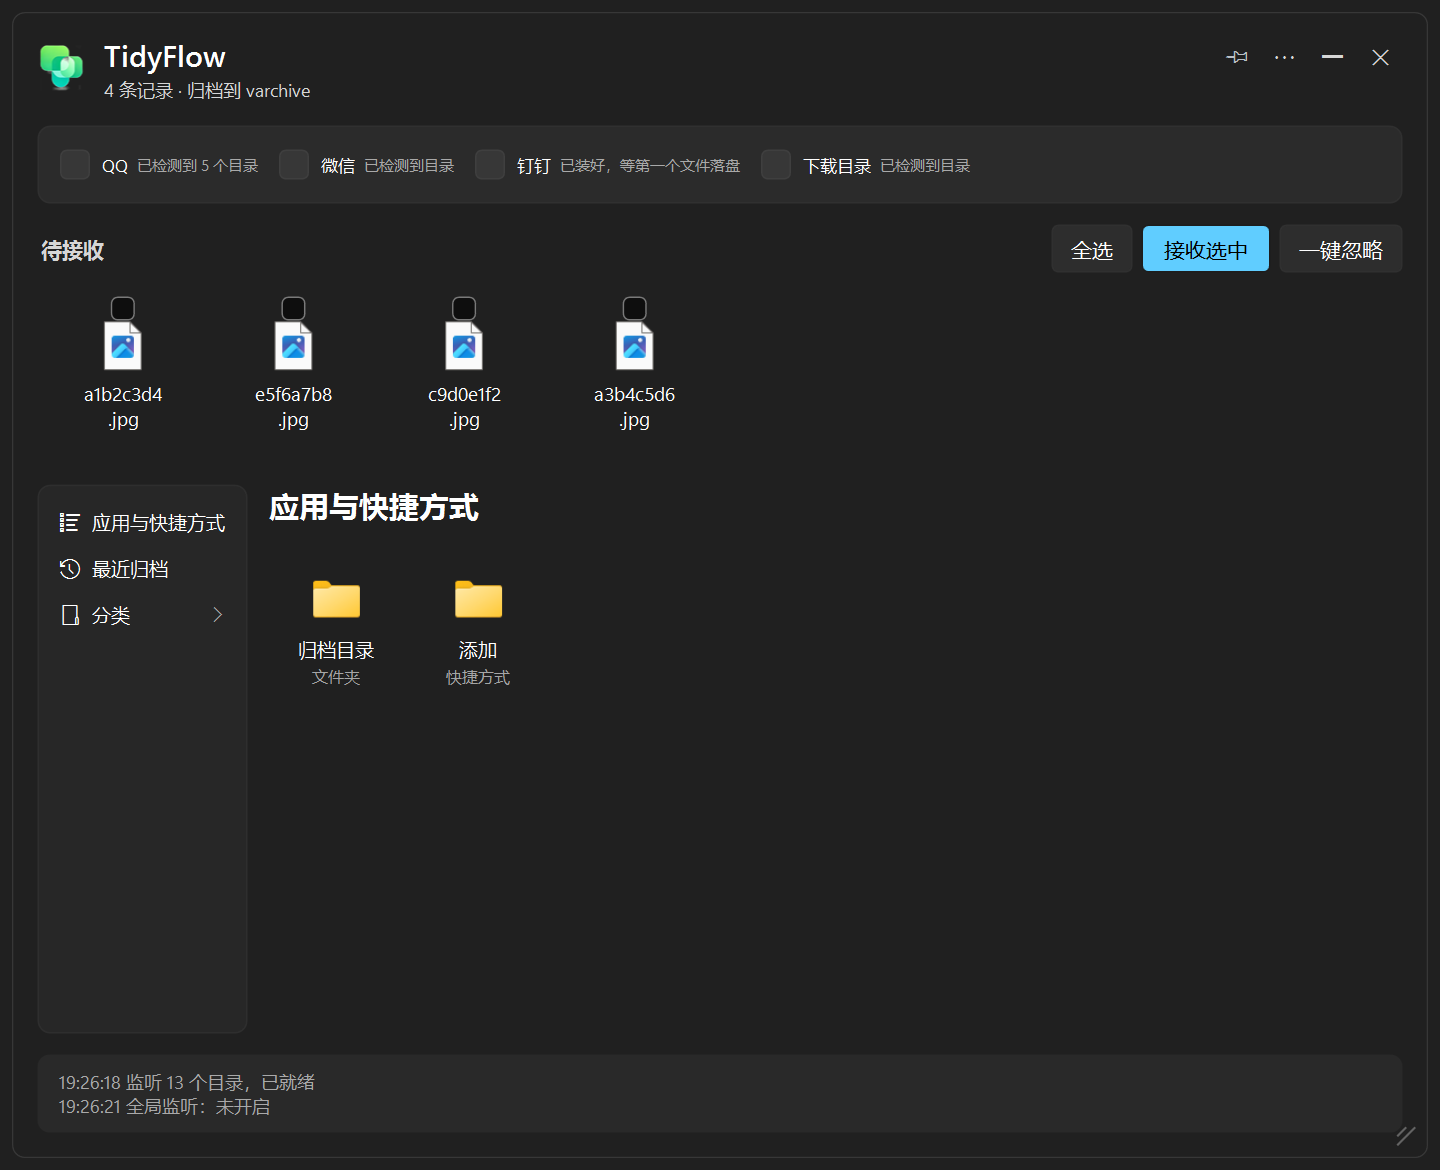 TidyFlow
4 条记录 · 归档到 varchive
QQ 已检测到 5 个目录 微信 已检测到目录 钉钉 已装好，等第一个文件落盘 下载目录 已检测到目录
待接收 全选 接收选中 一键忽略
a1b2c3d4
.jpg
e5f6a7b8
.jpg
c9d0e1f2
.jpg
a3b4c5d6
.jpg
应用与快捷方式
最近归档
分类
应用与快捷方式
归档目录
文件夹
添加
快捷方式
19:26:18 监听 13 个目录，已就绪
19:26:21 全局监听：未开启